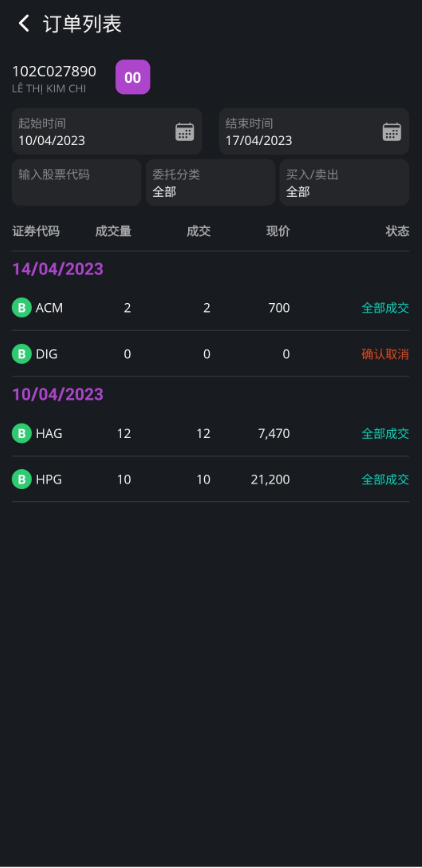 订单列表
102C027890 00
LÊ THỊ KIM CHI
起始时间 结束时间
10/04/2023 17/04/2023
输入股票代码 委托分类 买入/卖出
全部 全部
证券代码 成交量 成交 现价 状态
14/04/2023
B ACM 2 2 700 全部成交
B DIG 0 0 0 确认取消
10/04/2023
B HAG 12 12 7,470 全部成交
B HPG 10 10 21,200 全部成交